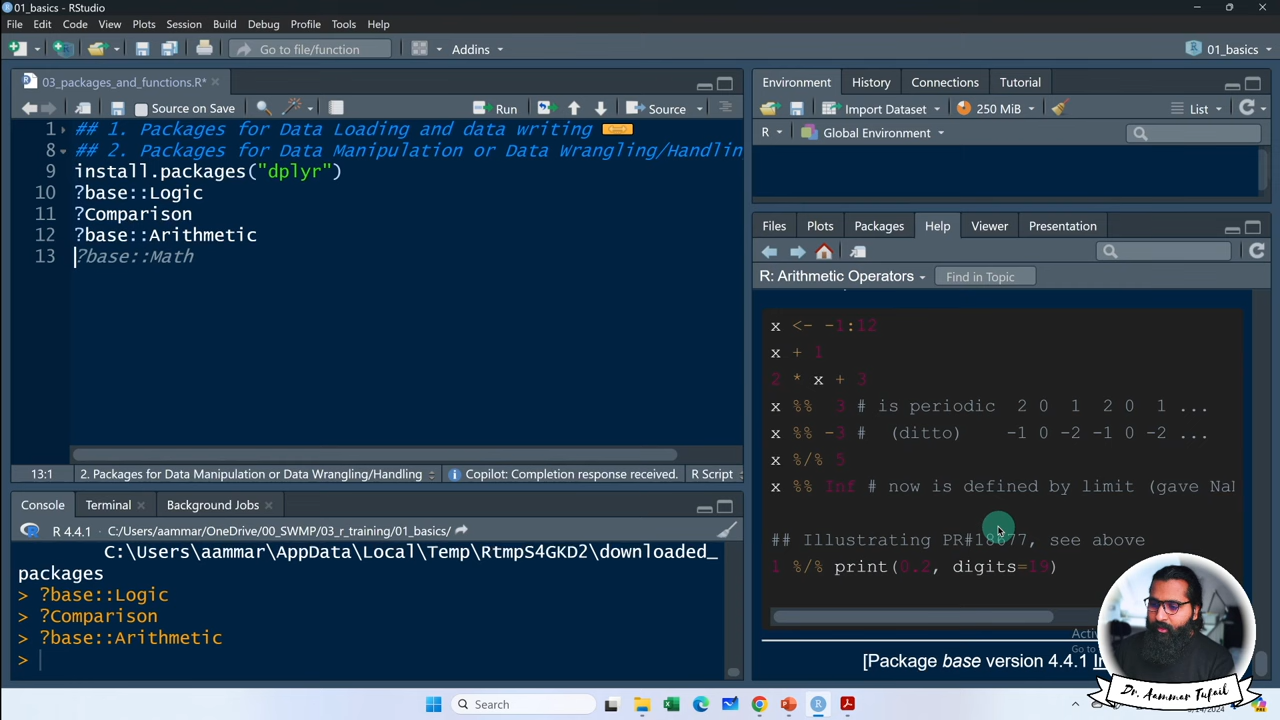 01_basics - RStudio
File Edit Code View Plots Session Build Debug Profile Tools Help
Go to file/function
Addins
01_basics
03_packages_and_functions.R*
Source on Save
Run
Source
1 ## 1. Packages for Data Loading and data writing
8 ## 2. Packages for Data Manipulation or Data Wrangling/Handlin
9 install.packages("dplyr")
10 ?base::Logic
11 ?Comparison
12 ?base::Arithmetic
13 ?base::Math
13:1 2. Packages for Data Manipulation or Data Wrangling/Handling Copilot: Completion response received. R Script
Console Terminal Background Jobs
R 4.4.1 · C:/Users/aammar/OneDrive/00_SWMP/03_r_training/01_basics/
C:\Users\aammar\AppData\Local\Temp\RtmpS4GKD2\downloaded_
packages
> ?base::Logic
> ?Comparison
> ?base::Arithmetic
>
Environment History Connections Tutorial
Import Dataset
250 MiB
List
R
Global Environment
Files Plots Packages Help Viewer Presentation
R: Arithmetic Operators
Find in Topic
x <- -1:12
x + 1
2 * x + 3
x %% 3 # is periodic 2 0 1 2 0 1 ...
x %% -3 # (ditto) -1 0 -2 -1 0 -2 ...
x %/% 5
x %% Inf # now is defined by limit (gave NaN
## Illustrating PR#18677, see above
1 %/% print(0.2, digits=19)
[Package base version 4.4.1 In
Dr. Aammar Tufail
Search